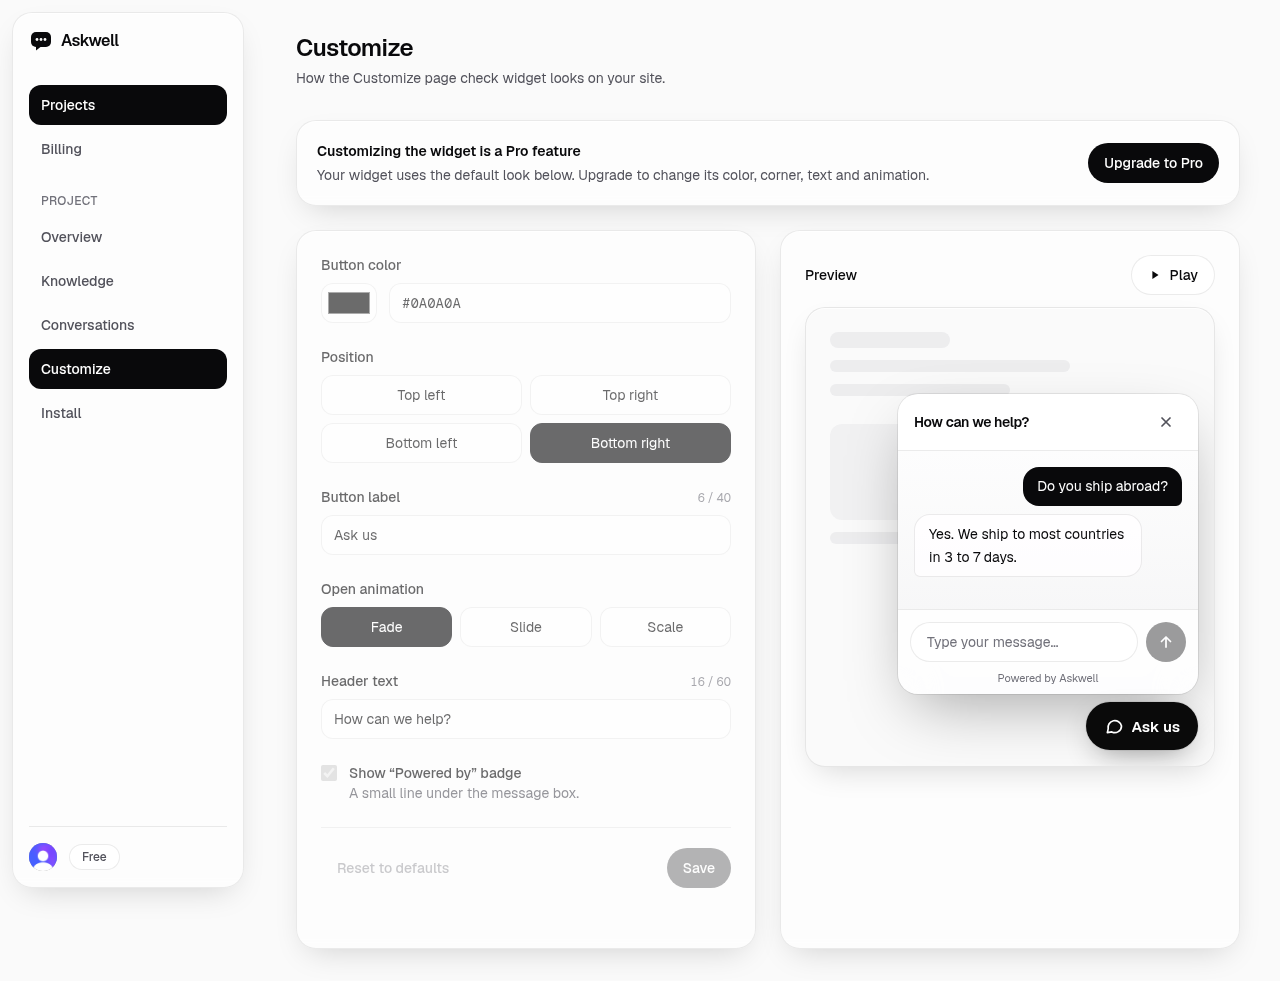 Askwell
Projects
Billing
PROJECT
Overview
Knowledge
Conversations
Customize
Install
Free
Customize
How the Customize page check widget looks on your site.
Customizing the widget is a Pro feature
Your widget uses the default look below. Upgrade to change its color, corner, text and animation.
Upgrade to Pro
Button color
#0A0A0A
Position
Top left
Top right
Bottom left
Bottom right
Button label
6 / 40
Ask us
Open animation
Fade
Slide
Scale
Header text
16 / 60
How can we help?
Show “Powered by” badge
A small line under the message box.
Reset to defaults
Save
Preview
Play
How can we help?
Do you ship abroad?
Yes. We ship to most countries
in 3 to 7 days.
Type your message…
Powered by Askwell
Ask us